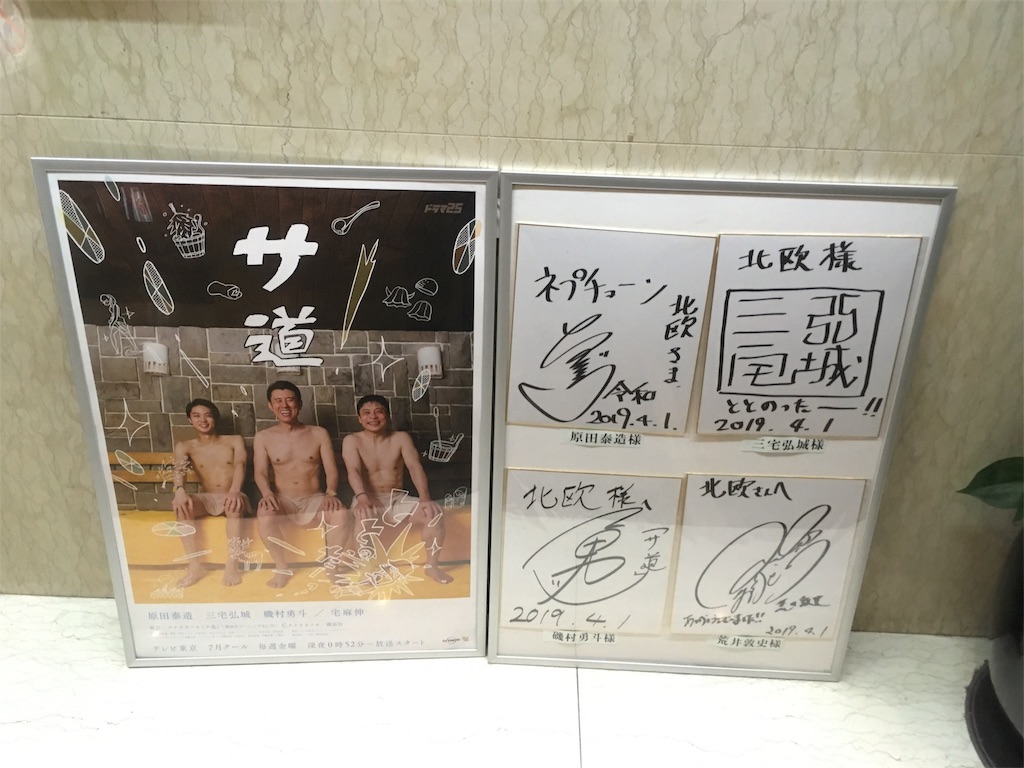 ドラマ25
サ道
原田泰造　三宅弘城　磯村勇斗 / 宅麻伸
テレビ東京　7月クール　毎週金曜　深夜0時52分〜放送スタート
ネプチューン
北欧さま
令和
2019.4.1.
原田泰造様
北欧様
三宅弘城
ととのったー!!
2019.4.1
三宅弘城様
北欧様へ
サ道
2019.4.1
磯村勇斗様
北欧さんへ
2019.4.1
荒井敦史様